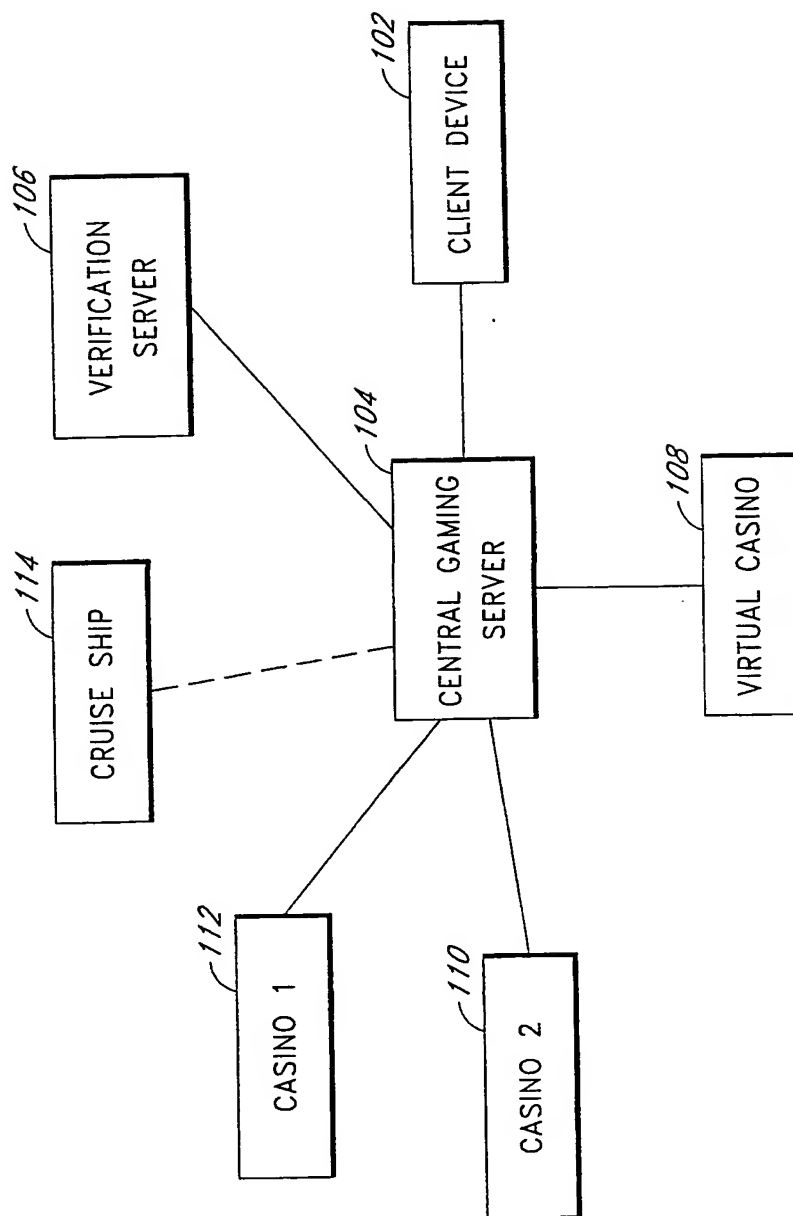 106
VERIFICATION
SERVER
102
CLIENT DEVICE
114
CRUISE SHIP
104
CENTRAL GAMING
SERVER
112
CASINO 1
110
CASINO 2
108
VIRTUAL CASINO